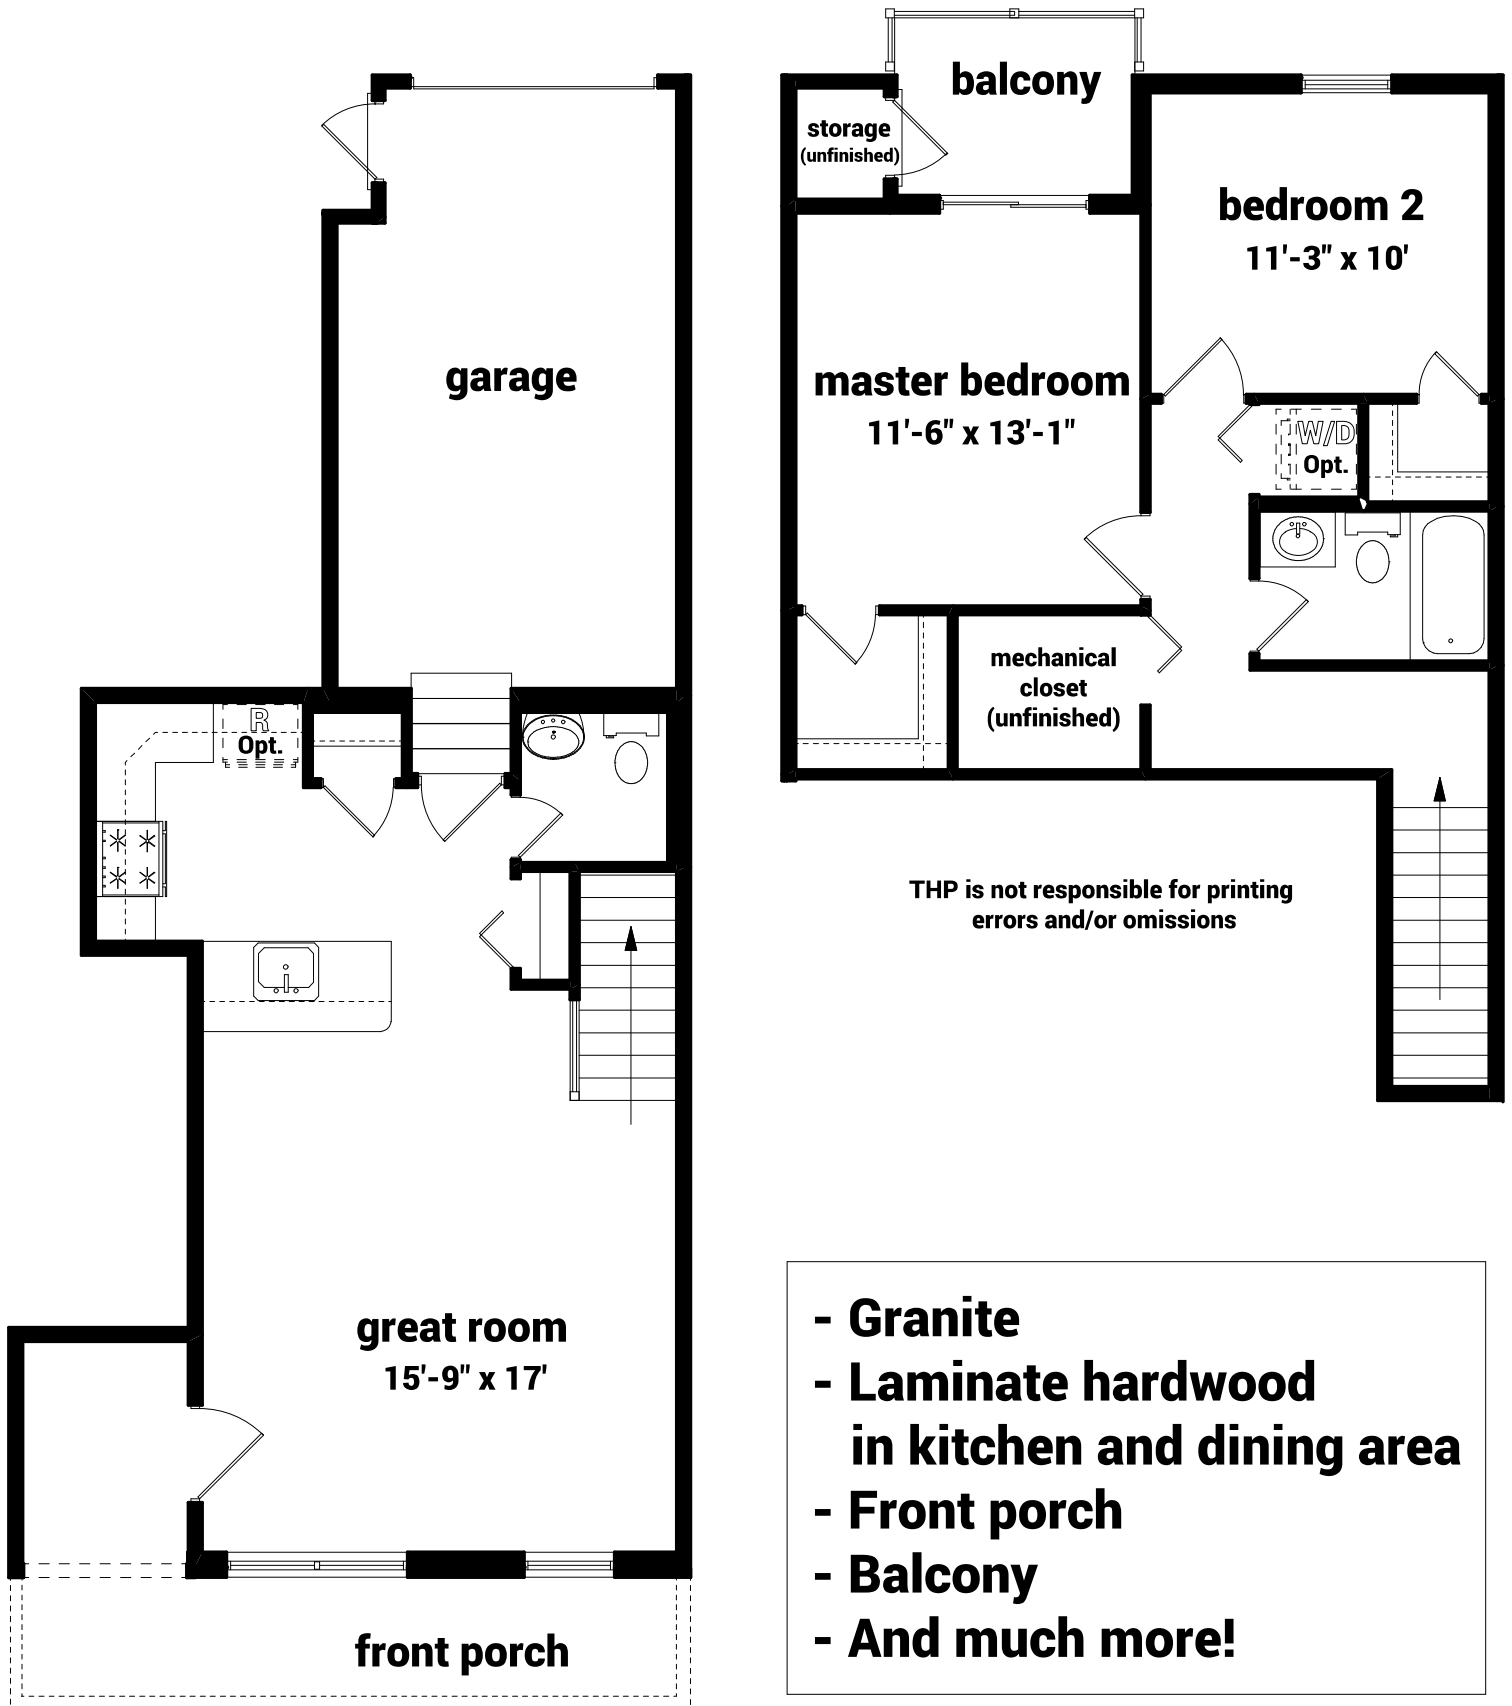 garage
R
Opt.
great room
15'-9" x 17'
front porch
balcony
storage
(unfinished)
bedroom 2
11'-3" x 10'
master bedroom
11'-6" x 13'-1"
W/D
Opt.
mechanical
closet
(unfinished)
THP is not responsible for printing
errors and/or omissions
- Granite
- Laminate hardwood
in kitchen and dining area
- Front porch
- Balcony
- And much more!